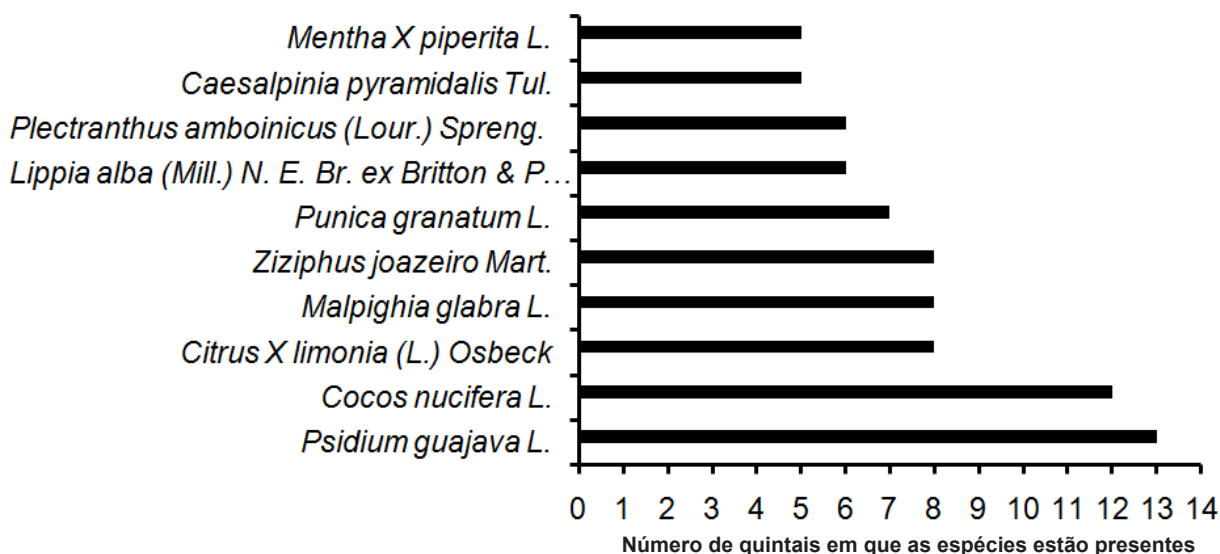 Mentha X piperita L.
Caesalpinia pyramidalis Tul.
Plectranthus amboinicus (Lour.) Spreng.
Lippia alba (Mill.) N. E. Br. ex Britton & P…
Punica granatum L.
Ziziphus joazeiro Mart.
Malpighia glabra L.
Citrus X limonia (L.) Osbeck
Cocos nucifera L.
Psidium guajava L.
0 1 2 3 4 5 6 7 8 9 10 11 12 13 14
Número de quintais em que as espécies estão presentes